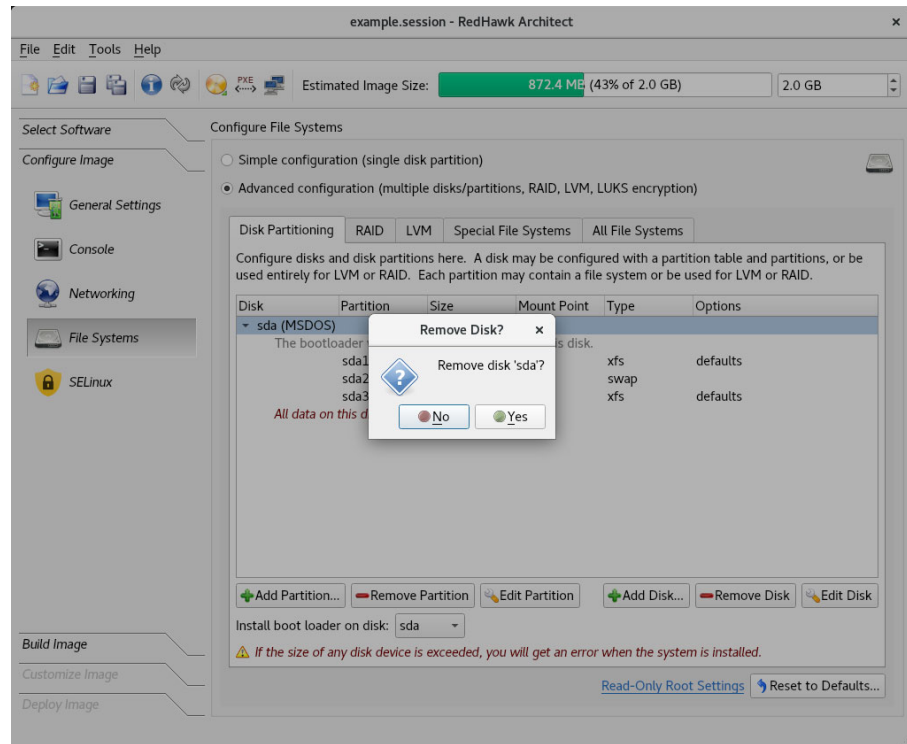 example.session - RedHawk Architect
File Edit Tools Help
PXE
Estimated Image Size: 872.4 MB (43% of 2.0 GB) 2.0 GB
Select Software
Configure Image
General Settings
Console
Networking
File Systems
SELinux
Build Image
Customize Image
Deploy Image
Configure File Systems
Simple configuration (single disk partition)
Advanced configuration (multiple disks/partitions, RAID, LVM, LUKS encryption)
Disk Partitioning RAID LVM Special File Systems All File Systems
Configure disks and disk partitions here. A disk may be configured with a partition table and partitions, or be
used entirely for LVM or RAID. Each partition may contain a file system or be used for LVM or RAID.
Disk Partition Size Mount Point Type Options
sda (MSDOS)
The bootloader is disk.
sda1 xfs defaults
sda2 swap
sda3 xfs defaults
All data on this d
Remove Disk?
Remove disk 'sda'?
No Yes
Add Partition... Remove Partition Edit Partition Add Disk... Remove Disk Edit Disk
Install boot loader on disk: sda
If the size of any disk device is exceeded, you will get an error when the system is installed.
Read-Only Root Settings Reset to Defaults...